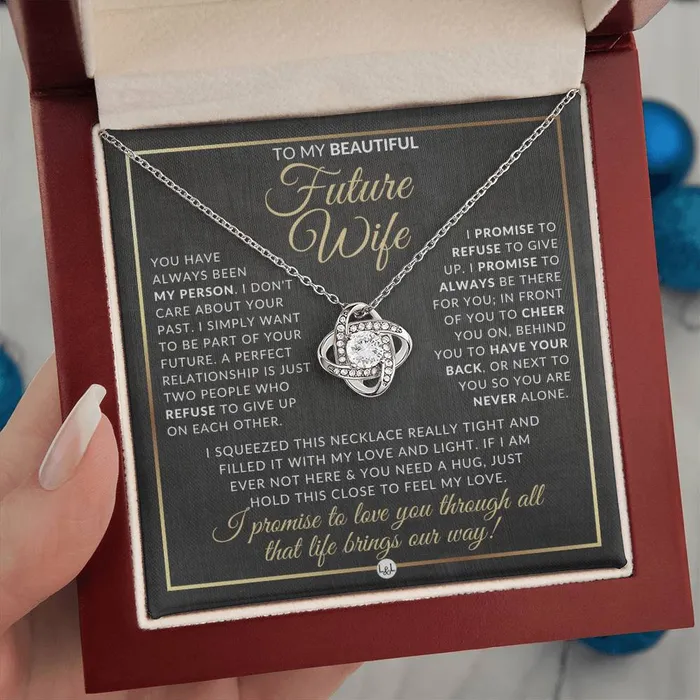 TO MY BEAUTIFUL
Future
Wife
YOU HAVE
ALWAYS BEEN
MY PERSON. I DON'T
CARE ABOUT YOUR
PAST. I SIMPLY WANT
TO BE PART OF YOUR
FUTURE. A PERFECT
RELATIONSHIP IS JUST
TWO PEOPLE WHO
REFUSE TO GIVE UP
ON EACH OTHER.
I PROMISE TO
REFUSE TO GIVE
UP. I PROMISE TO
ALWAYS BE THERE
FOR YOU; IN FRONT
OF YOU TO CHEER
YOU ON, BEHIND
YOU TO HAVE YOUR
BACK, OR NEXT TO
YOU SO YOU ARE
NEVER ALONE.
I SQUEEZED THIS NECKLACE REALLY TIGHT AND
FILLED IT WITH MY LOVE AND LIGHT. IF I AM
EVER NOT HERE & YOU NEED A HUG, JUST
HOLD THIS CLOSE TO FEEL MY LOVE.
I promise to love you through all
that life brings our way!
L&L